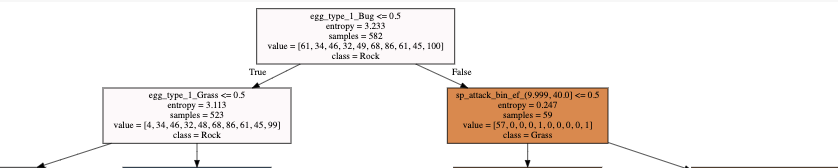 egg_type_1_Bug <= 0.5
entropy = 3.233
samples = 582
value = [61, 34, 46, 32, 49, 68, 86, 61, 45, 100]
class = Rock
True
False
egg_type_1_Grass <= 0.5
entropy = 3.113
samples = 523
value = [4, 34, 46, 32, 48, 68, 86, 61, 45, 99]
class = Rock
sp_attack_bin_ef_(9.999, 40.0] <= 0.5
entropy = 0.247
samples = 59
value = [57, 0, 0, 0, 1, 0, 0, 0, 0, 1]
class = Grass